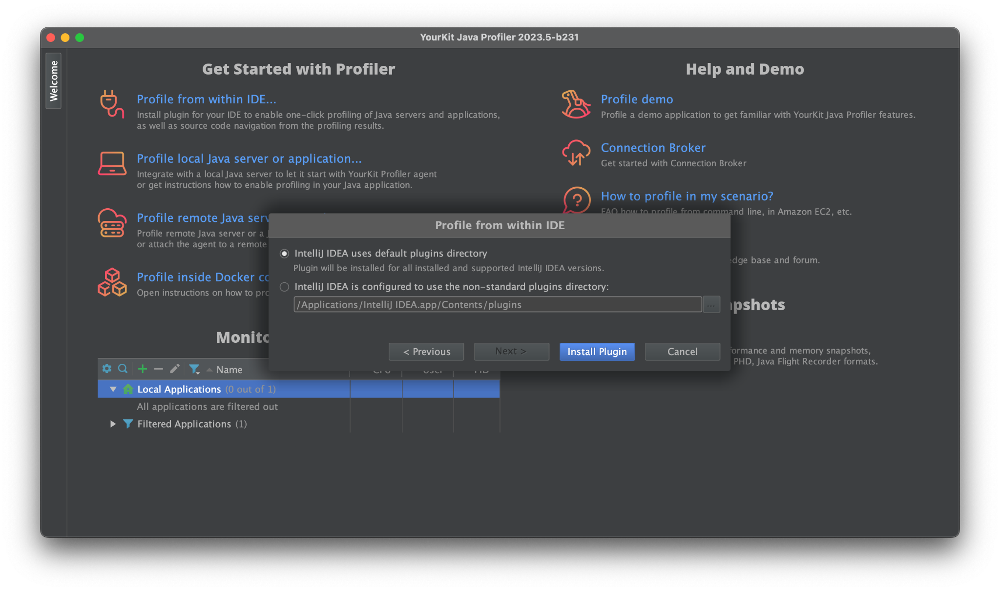 YourKit Java Profiler 2023.5-b231
Welcome
Get Started with Profiler
Profile from within IDE...
Install plugin for your IDE to enable one-click profiling of Java servers and applications,
as well as source code navigation from the profiling results.
Profile local Java server or application...
Integrate with a local Java server to let it start with YourKit Profiler agent
or get instructions how to enable profiling in your Java application.
Profile remote Java
Profile remote Java server or a
or attach the agent to a remote
Profile inside Docker
Open instructions on how to
Help and Demo
Profile demo
Profile a demo application to get familiar with YourKit Java Profiler features.
Connection Broker
Get started with Connection Broker
How to profile in my scenario?
FAQ how to profile from command line, in Amazon EC2, etc.
base and forum.
and memory snapshots,
PHD, Java Flight Recorder formats.
Profile from within IDE
IntelliJ IDEA uses default plugins directory
Plugin will be installed for all installed and supported IntelliJ IDEA versions.
IntelliJ IDEA is configured to use the non-standard plugins directory:
/Applications/IntelliJ IDEA.app/Contents/plugins
...
< Previous
Next >
Install Plugin
Cancel
Name
Local Applications (0 out of 1)
All applications are filtered out
Filtered Applications (1)